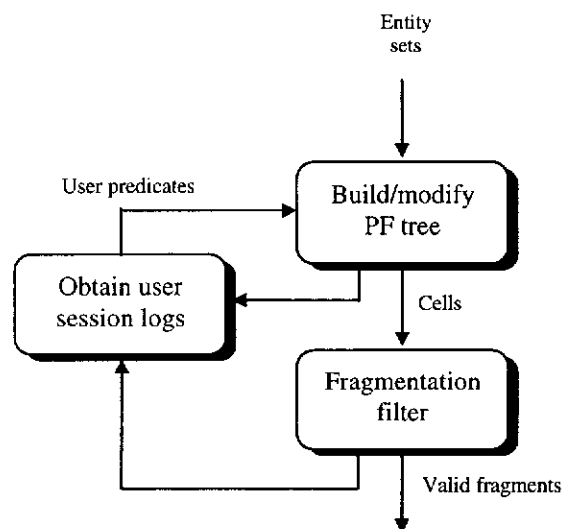 Entity
sets
User predicates
Build/modify
PF tree
Obtain user
session logs
Cells
Fragmentation
filter
Valid fragments